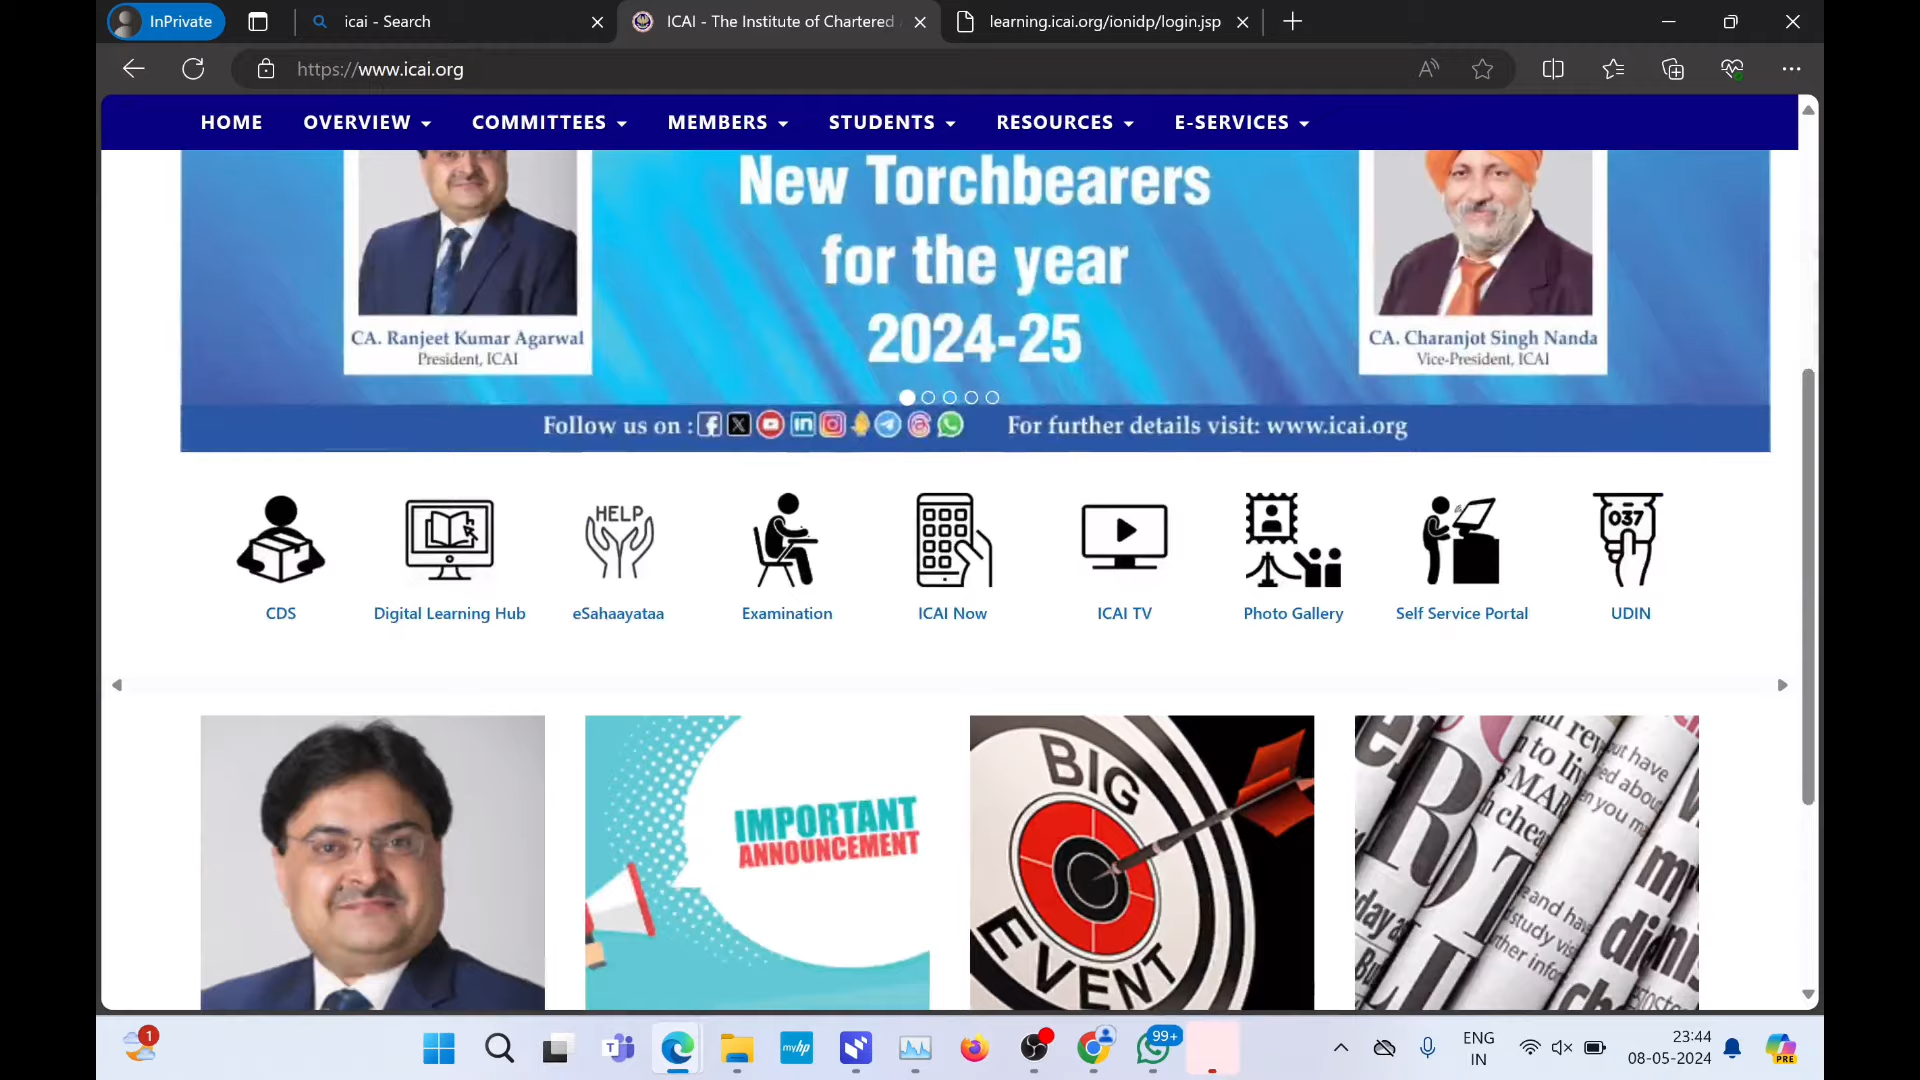 InPrivate
icai - Search
ICAI - The Institute of Chartered
learning.icai.org/ionidp/login.jsp
https://www.icai.org
HOME
OVERVIEW
COMMITTEES
MEMBERS
STUDENTS
RESOURCES
E-SERVICES
New Torchbearers
for the year
2024-25
CA. Ranjeet Kumar Agarwal
President, ICAI
CA. Charanjot Singh Nanda
Vice-President, ICAI
Follow us on :
For further details visit: www.icai.org
HELP
037
CDS
Digital Learning Hub
eSahaayataa
Examination
ICAI Now
ICAI TV
Photo Gallery
Self Service Portal
UDIN
IMPORTANT
ANNOUNCEMENT
BIG
EVENT
1
myhp
99+
ENG
IN
23:44
08-05-2024
PRE